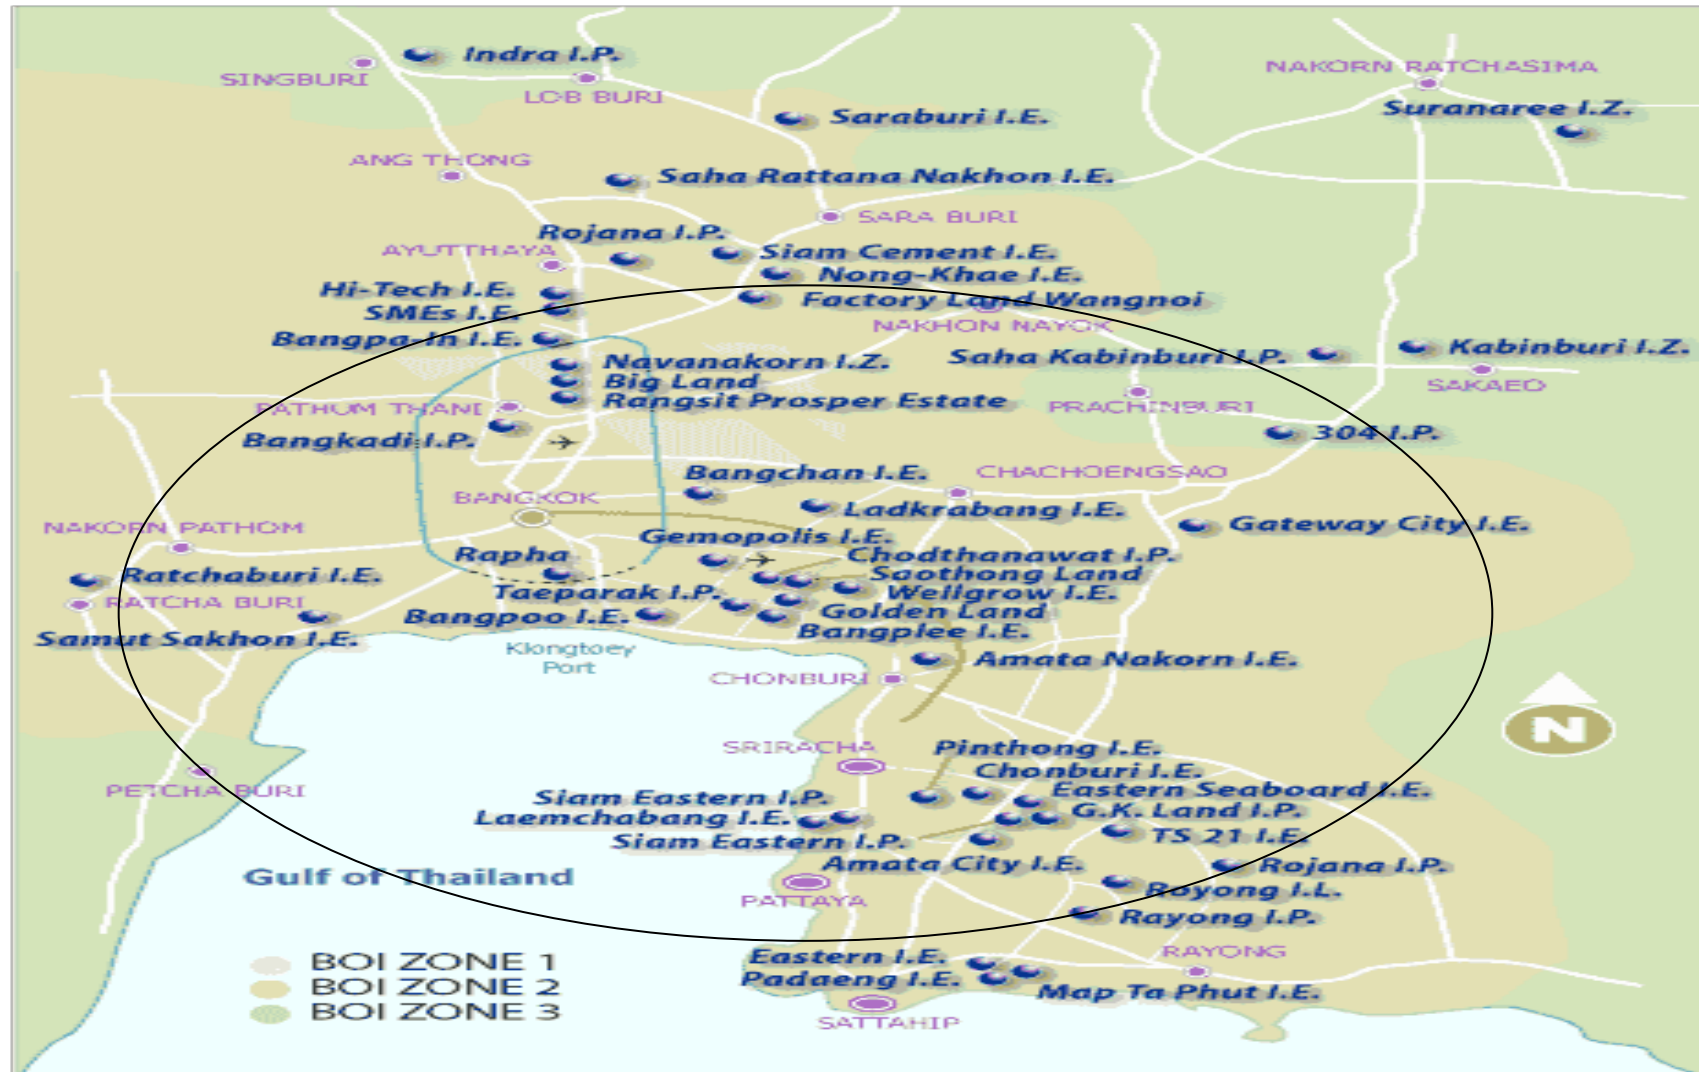 Indra I.P.
SINGBURI
LOB BURI
NAKORN RATCHASIMA
Suranaree I.Z.
Saraburi I.E.
ANG THONG
Saha Rattana Nakhon I.E.
SARA BURI
Rojana I.P.
AYUTTHAYA
Siam Cement I.E.
Nong-Khae I.E.
Hi-Tech I.E.
Factory Land Wangnoi
SMEs I.E.
NAKHON NAYOK
Bangpa-in I.E.
Saha Kabinburi I.P.
Kabinburi I.Z.
Navanakorn I.Z.
Big Land
SAKAEO
Rangsit Prosper Estate
PATHUM THANI
PRACHINBURI
304 I.P.
Bangkadi I.P.
Bangchan I.E.
CHACHOENGSAO
BANGKOK
Ladkrabang I.E.
NAKORN PATHOM
Gateway City I.E.
Gemopolis I.E.
Rapha
Chodthanawat I.P.
Ratchaburi I.E.
Saothong Land
Taeparak I.P.
Wellgrow I.E.
RATCHA BURI
Bangpoo I.E.
Golden Land
Samut Sakhon I.E.
Bangplee I.E.
Klongtoey
Port
Amata Nakorn I.E.
CHONBURI
SRIRACHA
Pinthong I.E.
Chonburi I.E.
PETCHA BURI
Siam Eastern I.P.
Eastern Seaboard I.E.
Laemchabang I.E.
G.K. Land I.P.
Siam Eastern I.P.
TS 21 I.E.
Amata City I.E.
Rojana I.P.
Gulf of Thailand
Royong I.L.
PATTAYA
Rayong I.P.
Eastern I.E.
RAYONG
Padaeng I.E.
Map Ta Phut I.E.
SATTAHIP
N
BOI ZONE 1
BOI ZONE 2
BOI ZONE 3